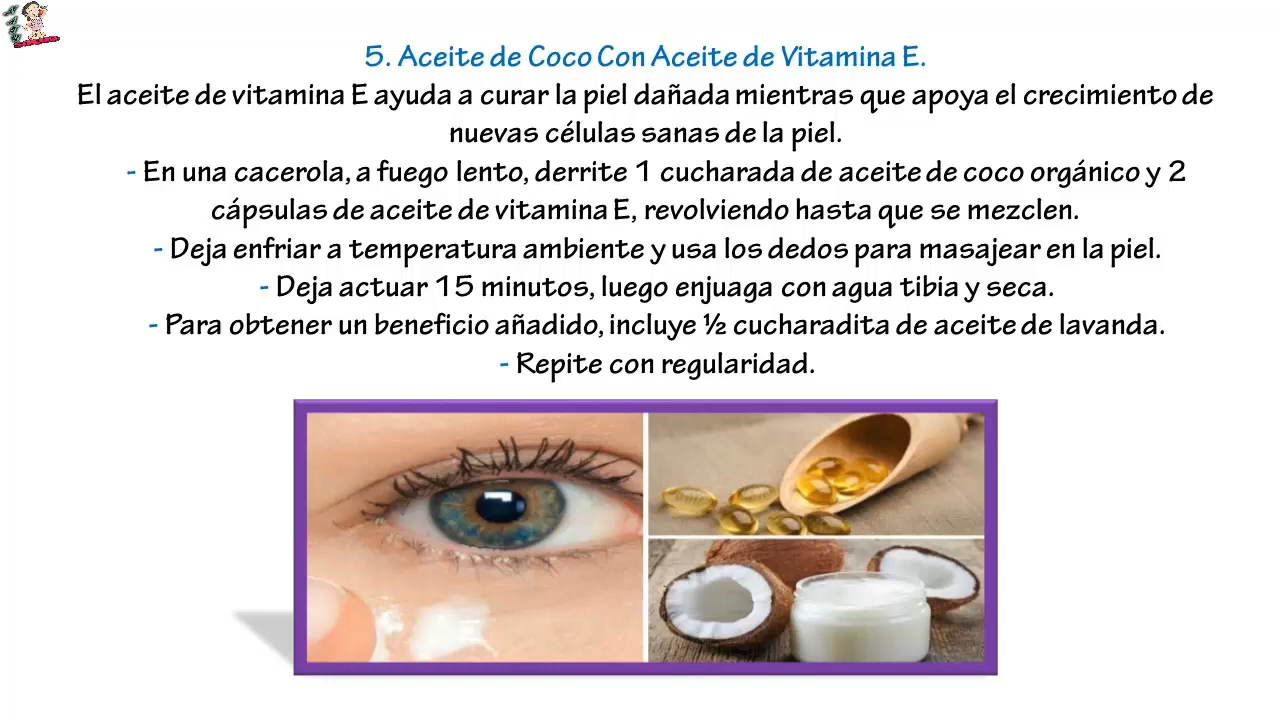 5. Aceite de Coco Con Aceite de Vitamina E.
El aceite de vitamina E ayuda a curar la piel dañada mientras que apoya el crecimiento de
nuevas células sanas de la piel.
- En una cacerola, a fuego lento, derrite 1 cucharada de aceite de coco orgánico y 2
cápsulas de aceite de vitamina E, revolviendo hasta que se mezclen.
- Deja enfriar a temperatura ambiente y usa los dedos para masajear en la piel.
- Deja actuar 15 minutos, luego enjuaga con agua tibia y seca.
- Para obtener un beneficio añadido, incluye ½ cucharadita de aceite de lavanda.
- Repite con regularidad.